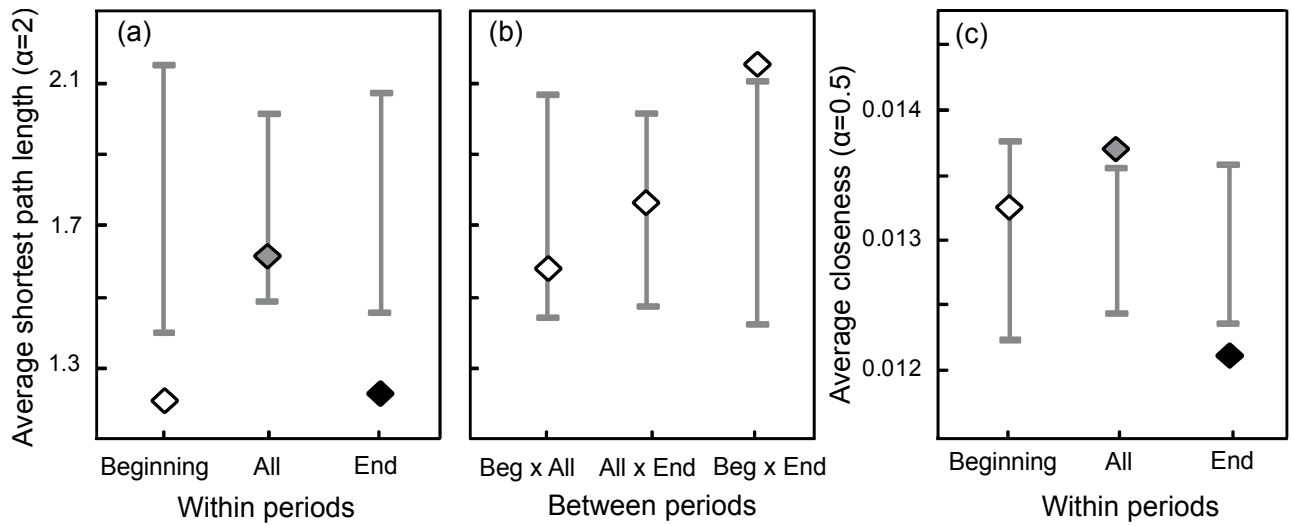 (a)
(b)
(c)
Average shortest path length (α=2)
2.1
1.7
1.3
Beginning All End
Within periods
Beg x All All x End Beg x End
Between periods
Average closeness (α=0.5)
0.014
0.013
0.012
Beginning All End
Within periods